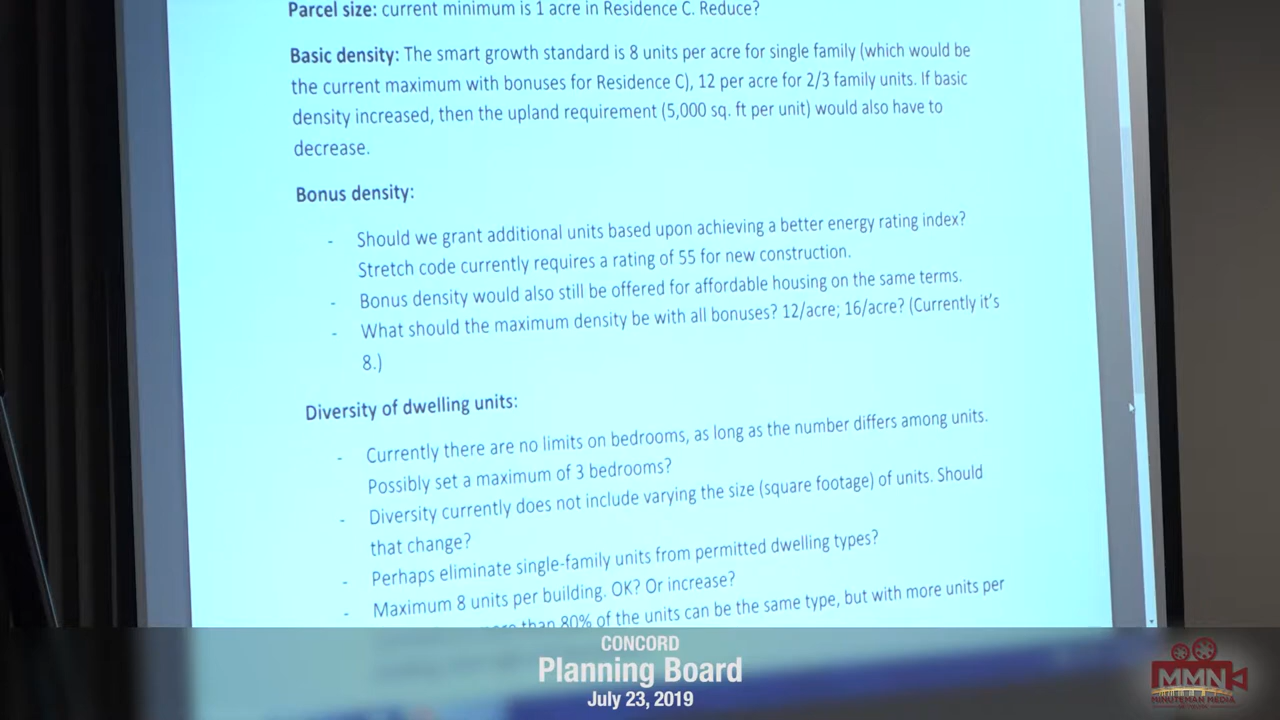 Parcel size: current minimum is 1 acre in Residence C. Reduce?
Basic density: The smart growth standard is 8 units per acre for single family (which would be
the current maximum with bonuses for Residence C), 12 per acre for 2/3 family units. If basic
density increased, then the upland requirement (5,000 sq. ft per unit) would also have to
decrease.
Bonus density:
- Should we grant additional units based upon achieving a better energy rating index?
Stretch code currently requires a rating of 55 for new construction.
- Bonus density would also still be offered for affordable housing on the same terms.
- What should the maximum density be with all bonuses? 12/acre; 16/acre? (Currently it's
8.)
Diversity of dwelling units:
- Currently there are no limits on bedrooms, as long as the number differs among units.
Possibly set a maximum of 3 bedrooms?
- Diversity currently does not include varying the size (square footage) of units. Should
that change?
- Perhaps eliminate single-family units from permitted dwelling types?
- Maximum 8 units per building. OK? Or increase?
than 80% of the units can be the same type, but with more units per
CONCORD
Planning Board
July 23, 2019
MMN
MINUTEMAN MEDIA